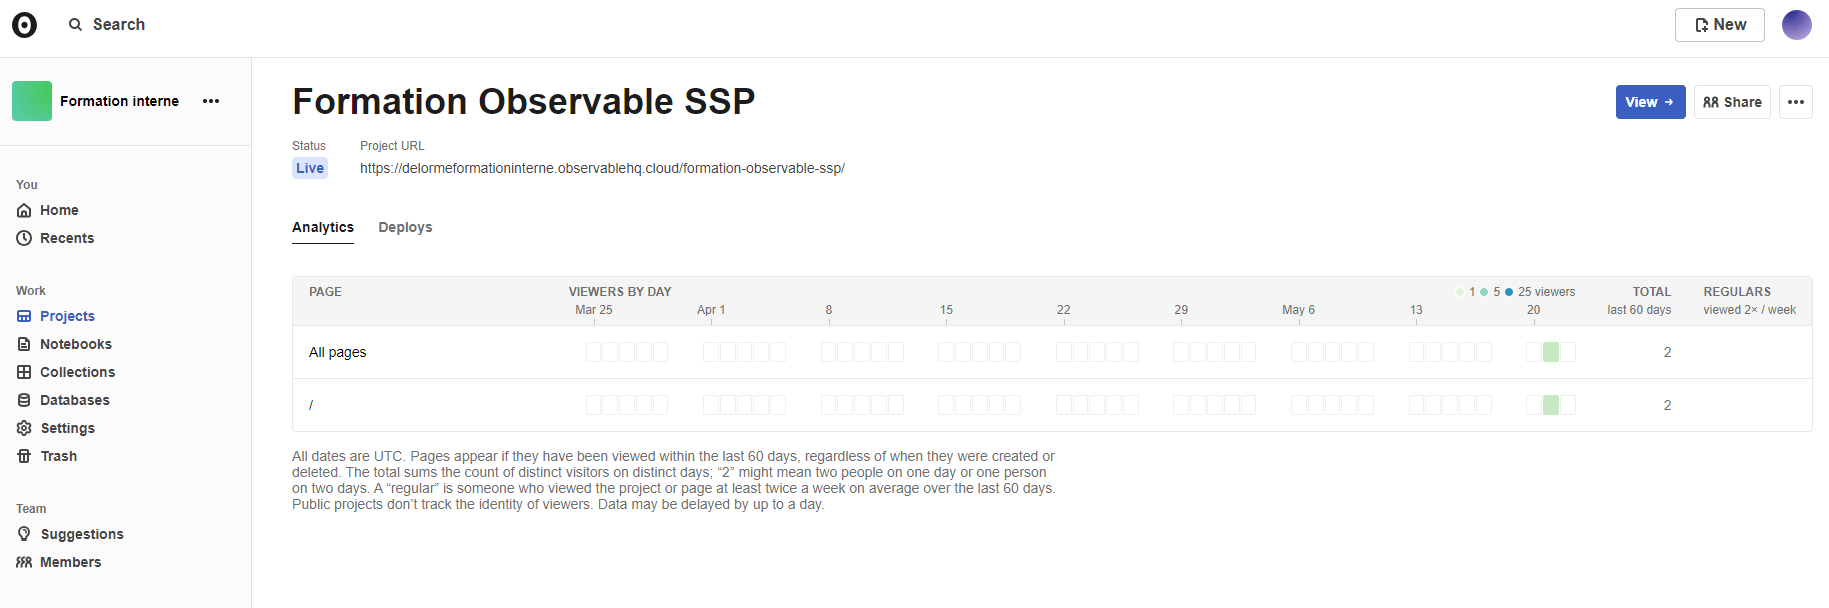 Search
New
Formation interne
Formation Observable SSP
View →
Share
Status
Project URL
Live
https://delormeformationinterne.observablehq.cloud/formation-observable-ssp/
You
Home
Recents
Analytics
Deploys
Work
Projects
Notebooks
Collections
Databases
Settings
Trash
Team
Suggestions
Members
PAGE
VIEWERS BY DAY
1 5 25 viewers
TOTAL
REGULARS
Mar 25 Apr 1 8 15 22 29 May 6 13 20
last 60 days
viewed 2× / week
All pages
2
/
2
All dates are UTC. Pages appear if they have been viewed within the last 60 days, regardless of when they were created or
deleted. The total sums the count of distinct visitors on distinct days; “2” might mean two people on one day or one person
on two days. A “regular” is someone who viewed the project or page at least twice a week on average over the last 60 days.
Public projects don’t track the identity of viewers. Data may be delayed by up to a day.